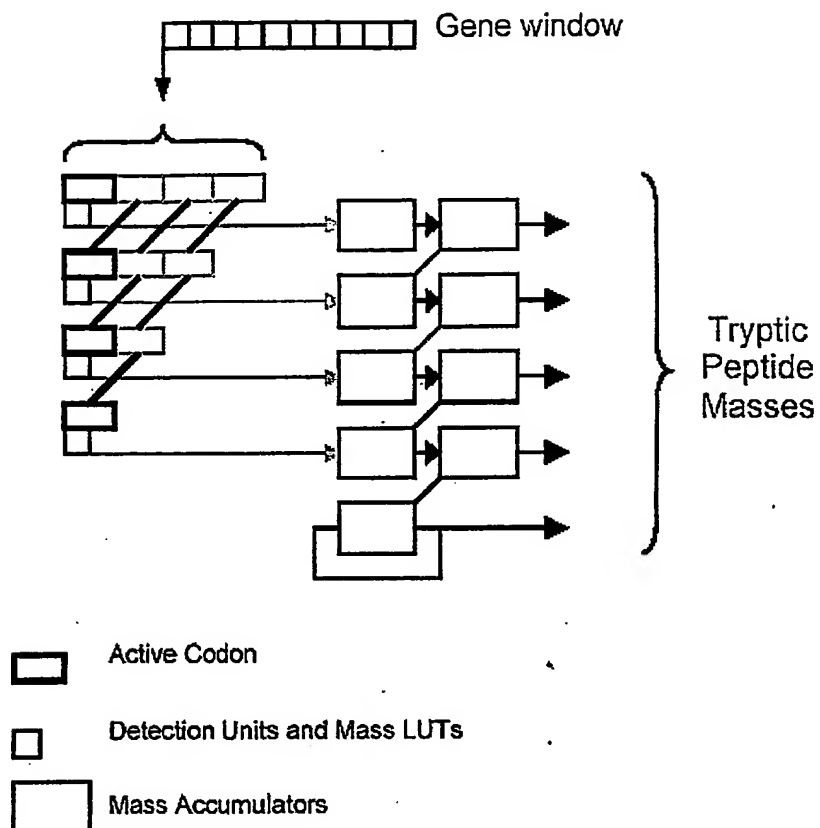 Gene window
Tryptic
Peptide
Masses
Active Codon
Detection Units and Mass LUTs
Mass Accumulators